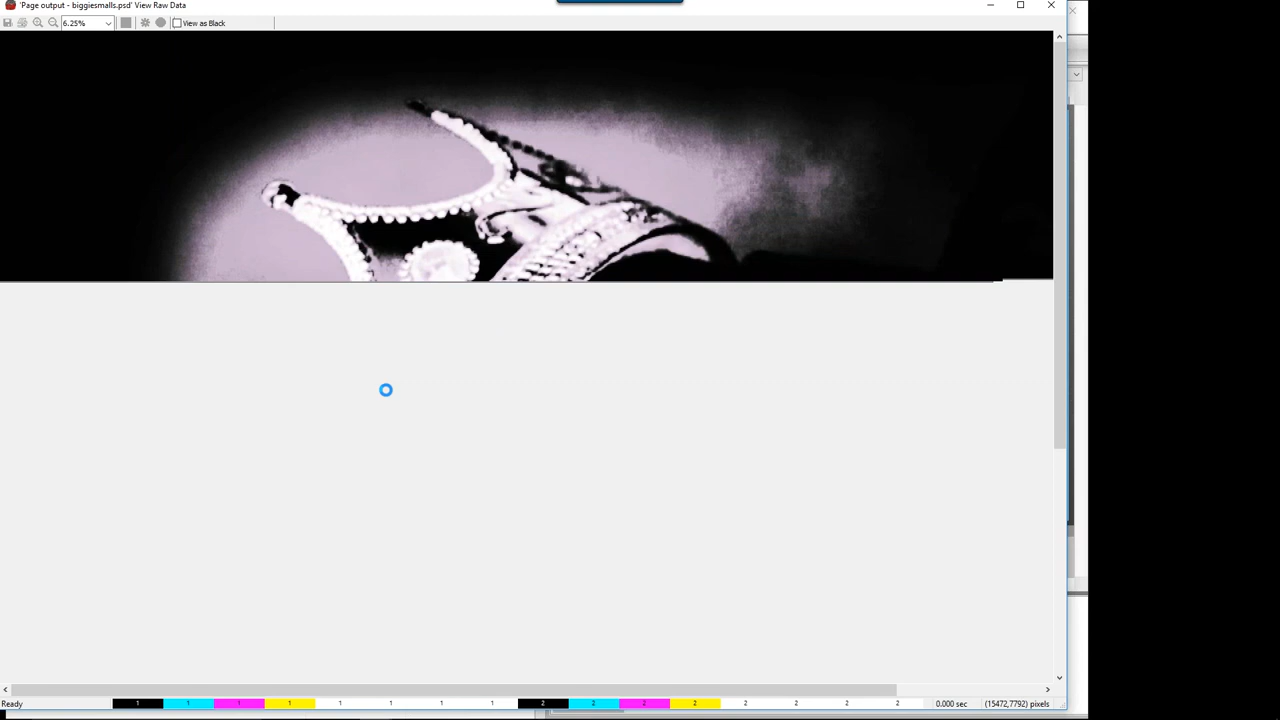 'Page output - biggiesmalls.psd' View Raw Data
6.25% View as Black
Ready 1 1 1 1 1 1 1 1 2 2 2 2 2 2 2 2 0.000 sec (15472,7792) pixels